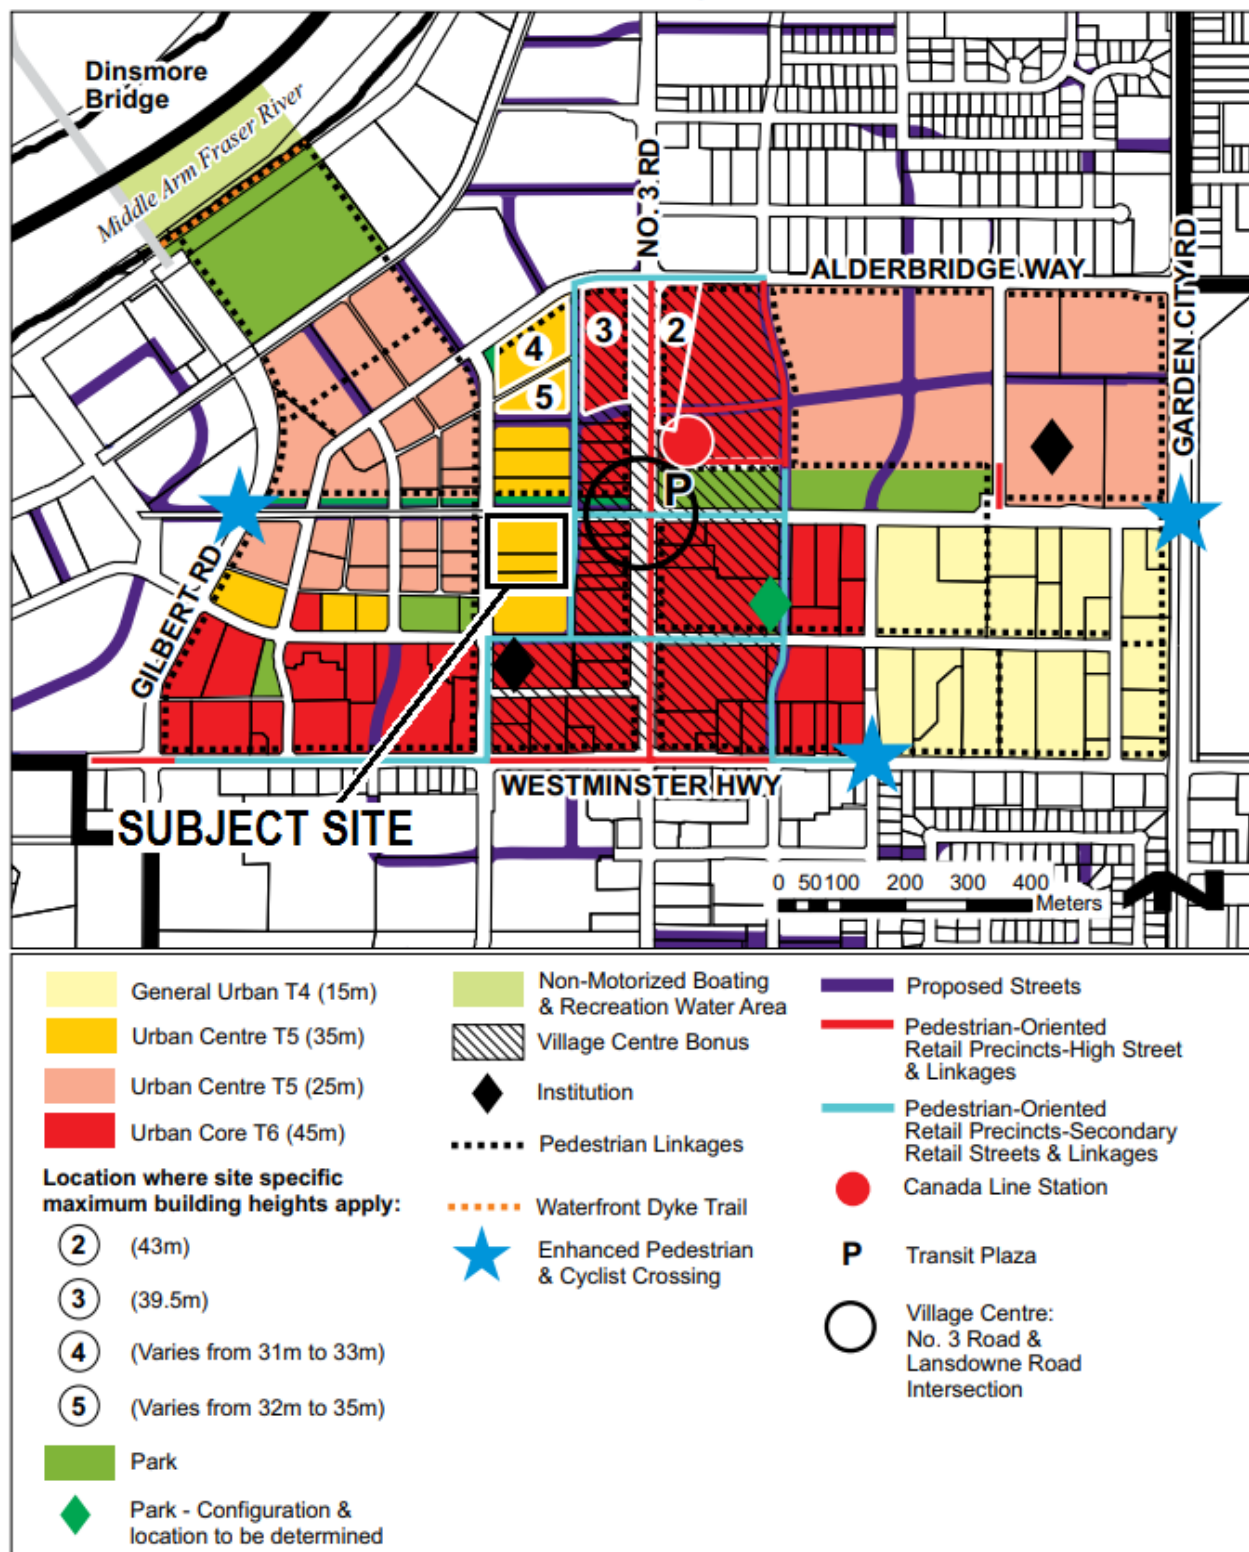 Dinsmore
Bridge
Middle Arm Fraser River
NO. 3 RD
ALDERBRIDGE WAY
GARDEN CITY RD
3
2
4
5
P
GILBERT RD
WESTMINSTER HWY
SUBJECT SITE
0 50 100 200 300 400
Meters
N
General Urban T4 (15m)
Urban Centre T5 (35m)
Urban Centre T5 (25m)
Urban Core T6 (45m)
Location where site specific
maximum building heights apply:
2 (43m)
3 (39.5m)
4 (Varies from 31m to 33m)
5 (Varies from 32m to 35m)
Park
Park - Configuration &
location to be determined
Non-Motorized Boating
& Recreation Water Area
Village Centre Bonus
Institution
Pedestrian Linkages
Waterfront Dyke Trail
Enhanced Pedestrian
& Cyclist Crossing
Proposed Streets
Pedestrian-Oriented
Retail Precincts-High Street
& Linkages
Pedestrian-Oriented
Retail Precincts-Secondary
Retail Streets & Linkages
Canada Line Station
P Transit Plaza
Village Centre:
No. 3 Road &
Lansdowne Road
Intersection